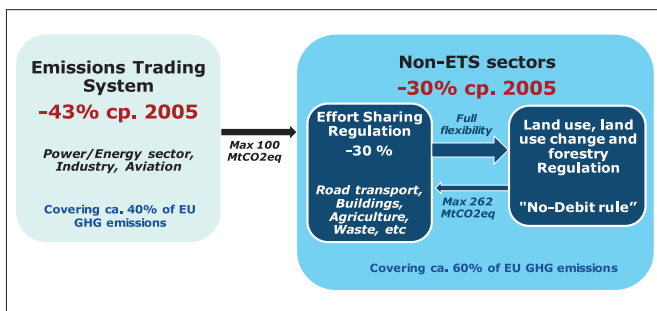 Emissions Trading
System
-43% cp. 2005
Power/Energy sector,
Industry, Aviation
Covering ca. 40% of EU
GHG emissions
Max 100
MtCO2eq
Non-ETS sectors
-30% cp. 2005
Effort Sharing
Regulation
-30 %
Road transport,
Buildings,
Agriculture,
Waste, etc
Full
flexibility
Max 262
MtCO2eq
Land use, land
use change and
forestry
Regulation
"No-Debit rule”
Covering ca. 60% of EU GHG emissions